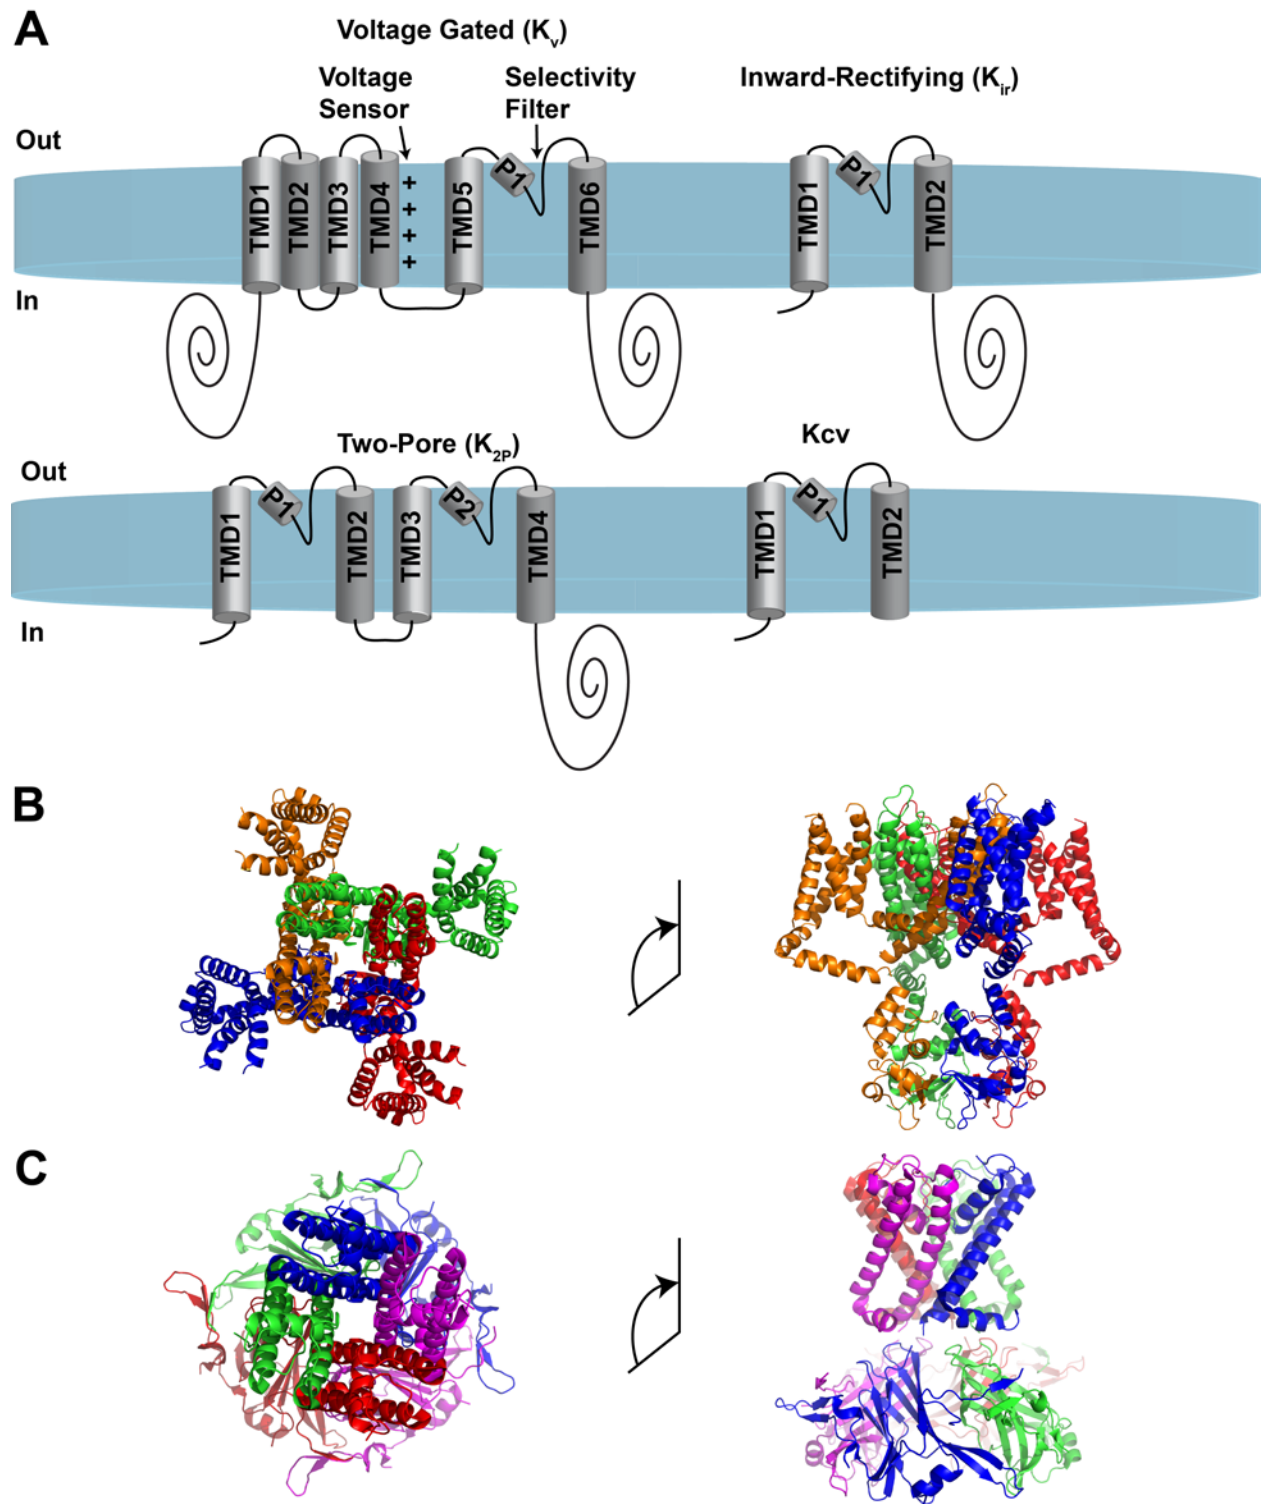 A
Voltage Gated (Kv)
Voltage
Sensor
Selectivity
Filter
Inward-Rectifying (Kir)
Out
TMD1
TMD2
TMD3
TMD4
+
+
+
+
TMD5
P1
TMD6
TMD1
P1
TMD2
In
Two-Pore (K2P)
Kcv
Out
TMD1
P1
TMD2
TMD3
P2
TMD4
TMD1
P1
TMD2
In
B
C